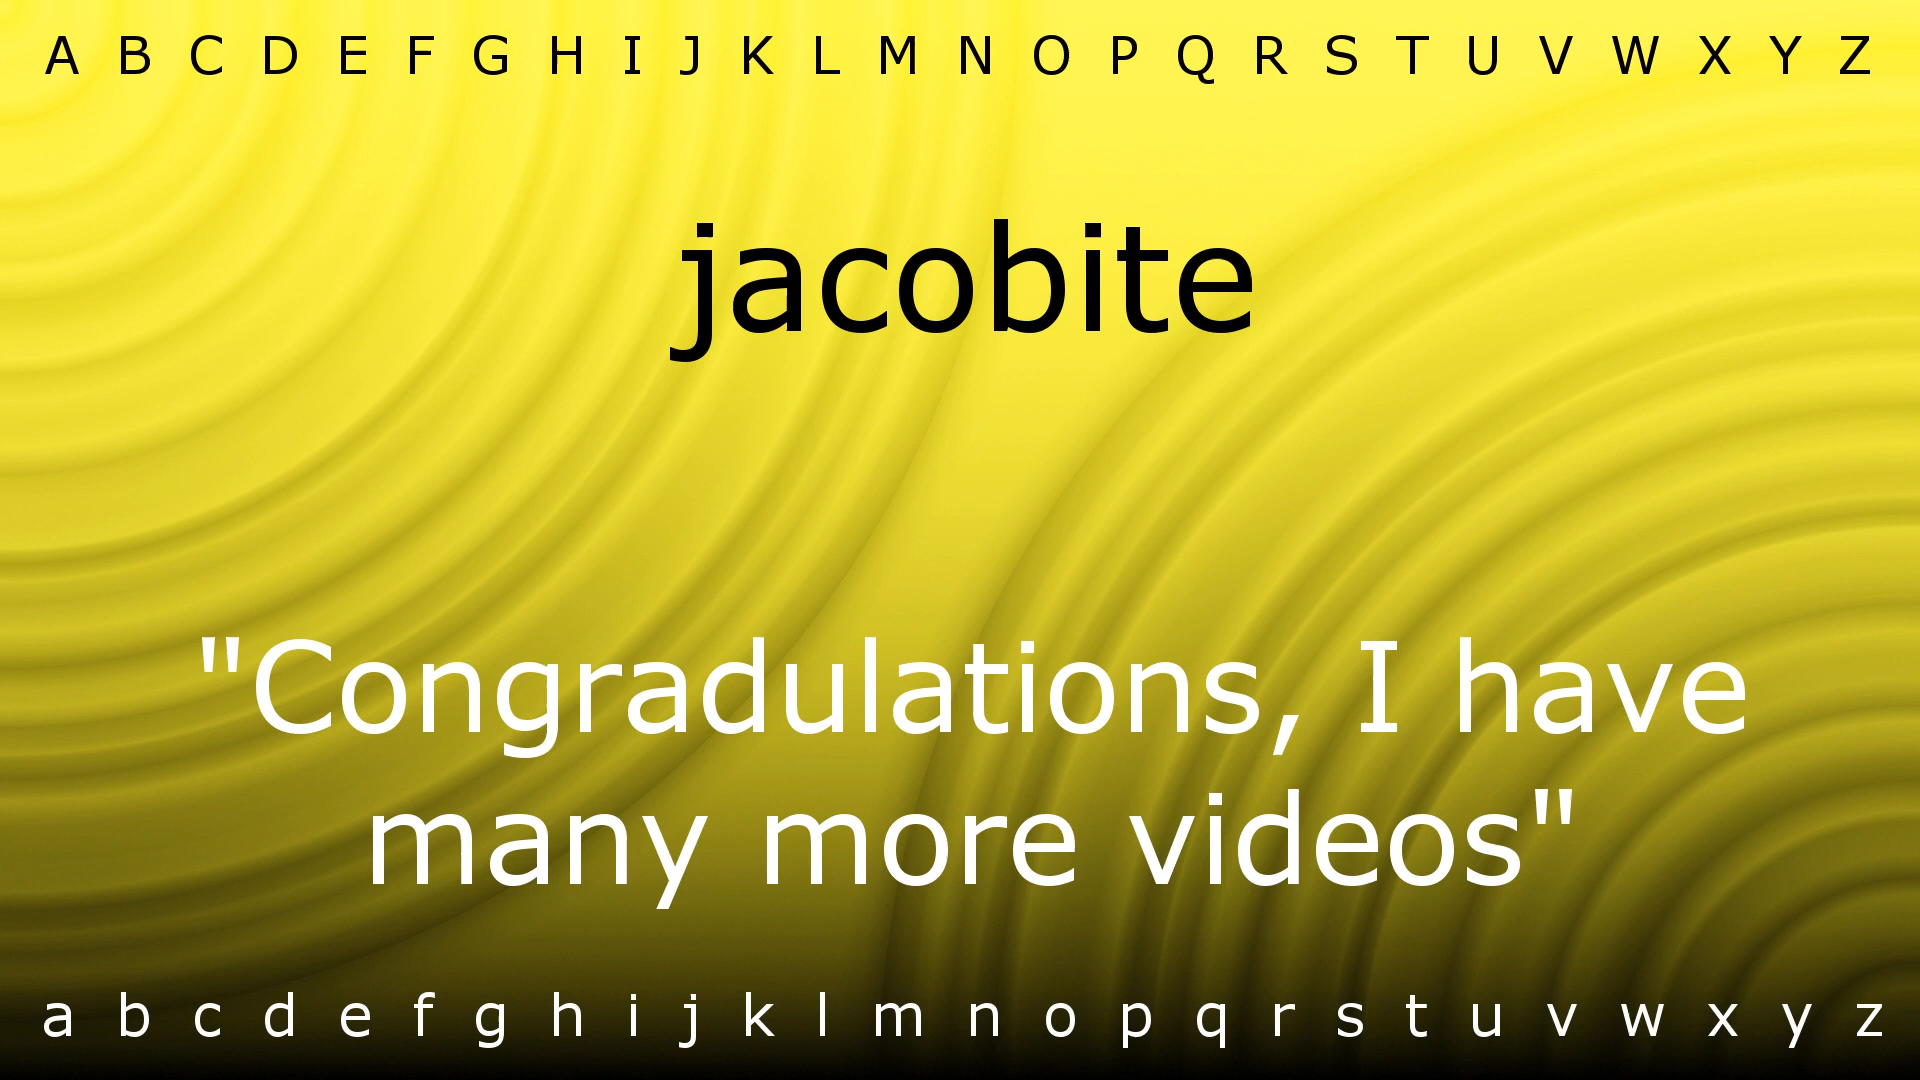 A B C D E F G H I J K L M N O P Q R S T U V W X Y Z
jacobite
"Congradulations, I have
many more videos"
a b c d e f g h i j k l m n o p q r s t u v w x y z